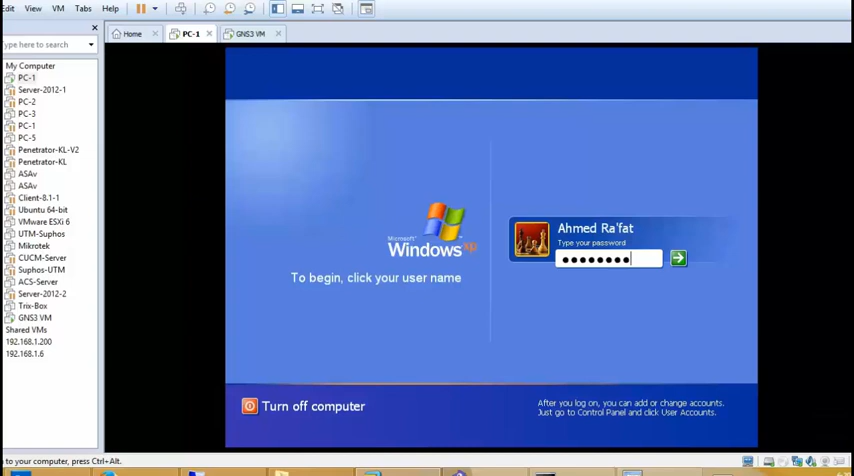 Edit View VM Tabs Help
Type here to search
Home PC-1 GNS3 VM
My Computer
PC-1
Server-2012-1
PC-2
PC-3
PC-1
PC-5
Penetrator-KL-V2
Penetrator-KL
ASAv
ASAv
Client-8.1-1
Ubuntu 64-bit
VMware ESXi 6
UTM-Suphos
Mikrotek
CUCM-Server
Suphos-UTM
ACS-Server
Server-2012-2
Trix-Box
GNS3 VM
Shared VMs
192.168.1.200
192.168.1.6
Microsoft
Windows xp
To begin, click your user name
Ahmed Ra'fat
Type your password
Turn off computer
After you log on, you can add or change accounts.
Just go to Control Panel and click User Accounts.
to your computer, press Ctrl+Alt.